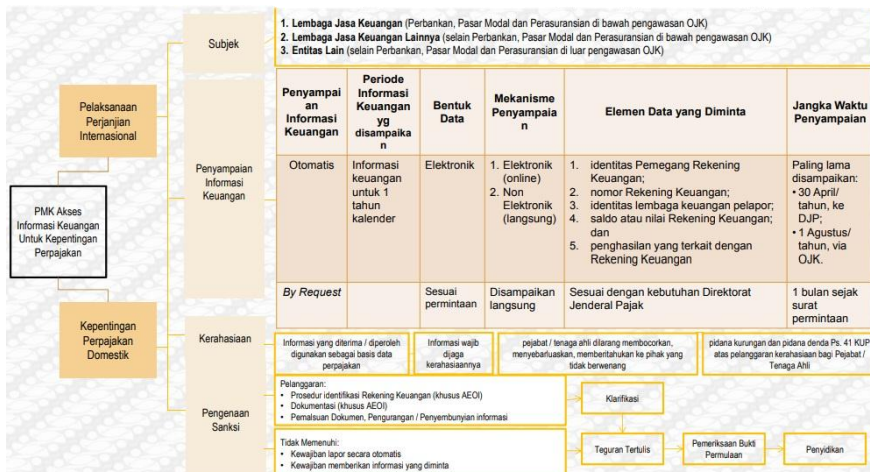 Subjek
1. Lembaga Jasa Keuangan (Perbankan, Pasar Modal dan Perasuransian di bawah pengawasan OJK)
2. Lembaga Jasa Keuangan Lainnya (selain Perbankan, Pasar Modal dan Perasuransian di bawah pengawasan OJK)
3. Entitas Lain (selain Perbankan, Pasar Modal dan Perasuransian di luar pengawasan OJK)
Pelaksanaan
Perjanjian
Internasional
PMK Akses
Informasi Keuangan
Untuk Kepentingan
Perpajakan
Kepentingan
Perpajakan
Domestik
Penyampaian
Informasi
Keuangan
Penyampai
an
Informasi
Keuangan
Periode
Informasi
Keuangan
yg
disampaika
n
Bentuk
Data
Mekanisme
Penyampaia
n
Elemen Data yang Diminta
Jangka Waktu
Penyampaian
Otomatis
Informasi
keuangan
untuk 1
tahun
kalender
Elektronik
1. Elektronik
(online)
2. Non
Elektronik
(langsung)
1. identitas Pemegang Rekening
Keuangan;
2. nomor Rekening Keuangan;
3. identitas lembaga keuangan pelapor;
4. saldo atau nilai Rekening Keuangan;
dan
5. penghasilan yang terkait dengan
Rekening Keuangan
Paling lama
disampaikan:
• 30 April/
tahun, ke
DJP;
• 1 Agustus/
tahun, via
OJK.
By Request
Sesuai
permintaan
Disampaikan
langsung
Sesuai dengan kebutuhan Direktorat
Jenderal Pajak
1 bulan sejak
surat
permintaan
Kerahasiaan
Informasi yang diterima / diperoleh
digunakan sebagai basis data
perpajakan
Informasi wajib
dijaga
kerahasiaannya
pejabat / tenaga ahli dilarang membocorkan,
menyebarluaskan, memberitahukan ke pihak yang
tidak berwenang
pidana kurungan dan pidana denda Ps. 41 KUP
atas pelanggaran kerahasiaan bagi Pejabat /
Tenaga Ahli
Pengenaan
Sanksi
Pelanggaran:
• Prosedur identifikasi Rekening Keuangan (khusus AEOI)
• Dokumentasi (khusus AEOI)
• Pemalsuan Dokumen, Pengurangan / Penyembunyian informasi
Klarifikasi
Tidak Memenuhi:
• Kewajiban lapor secara otomatis
• Kewajiban memberikan informasi yang diminta
Teguran Tertulis
Pemeriksaan Bukti
Permulaan
Penyidikan